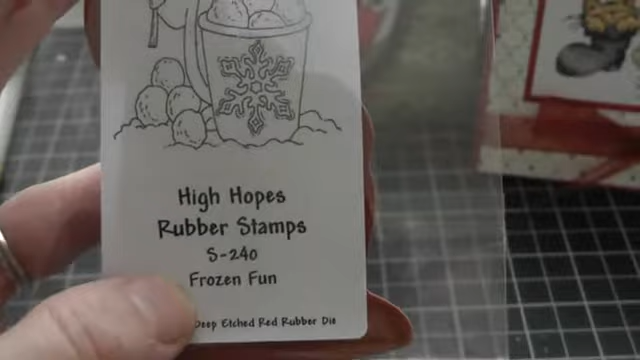 High Hopes
Rubber Stamps
S-240
Frozen Fun
Deep Etched Red Rubber Die